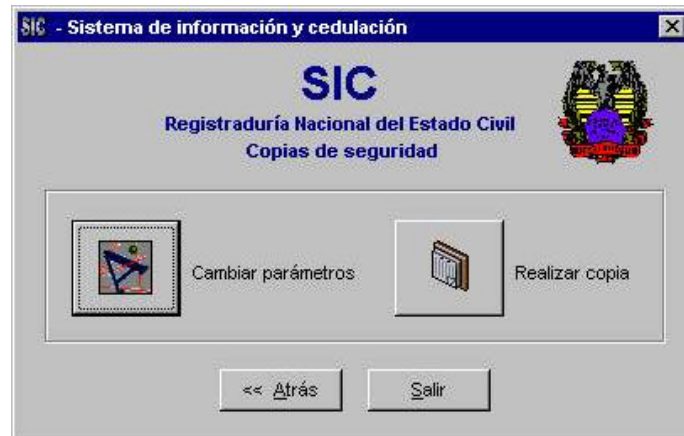 SIC - Sistema de información y cedulación
SIC
Registraduría Nacional del Estado Civil
Copias de seguridad
Cambiar parámetros
Realizar copia
<< Atrás
Salir